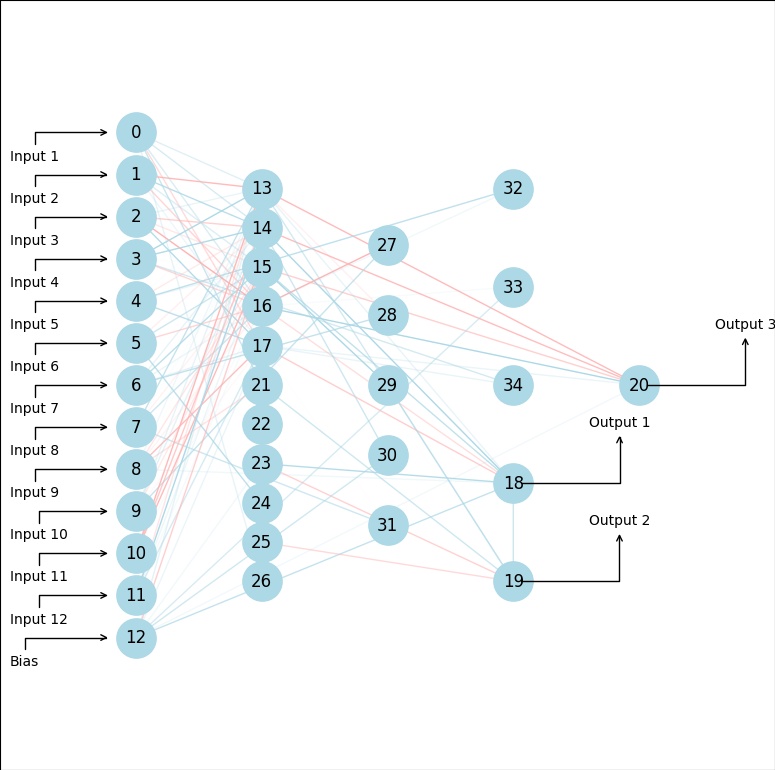 0
Input 1
1
Input 2
2
Input 3
3
Input 4
4
Input 5
5
Input 6
6
Input 7
7
Input 8
8
Input 9
9
Input 10
10
Input 11
11
Input 12
12
Bias
13
14
15
16
17
21
22
23
24
25
26
27
28
29
30
31
32
33
34
18
Output 1
19
Output 2
20
Output 3